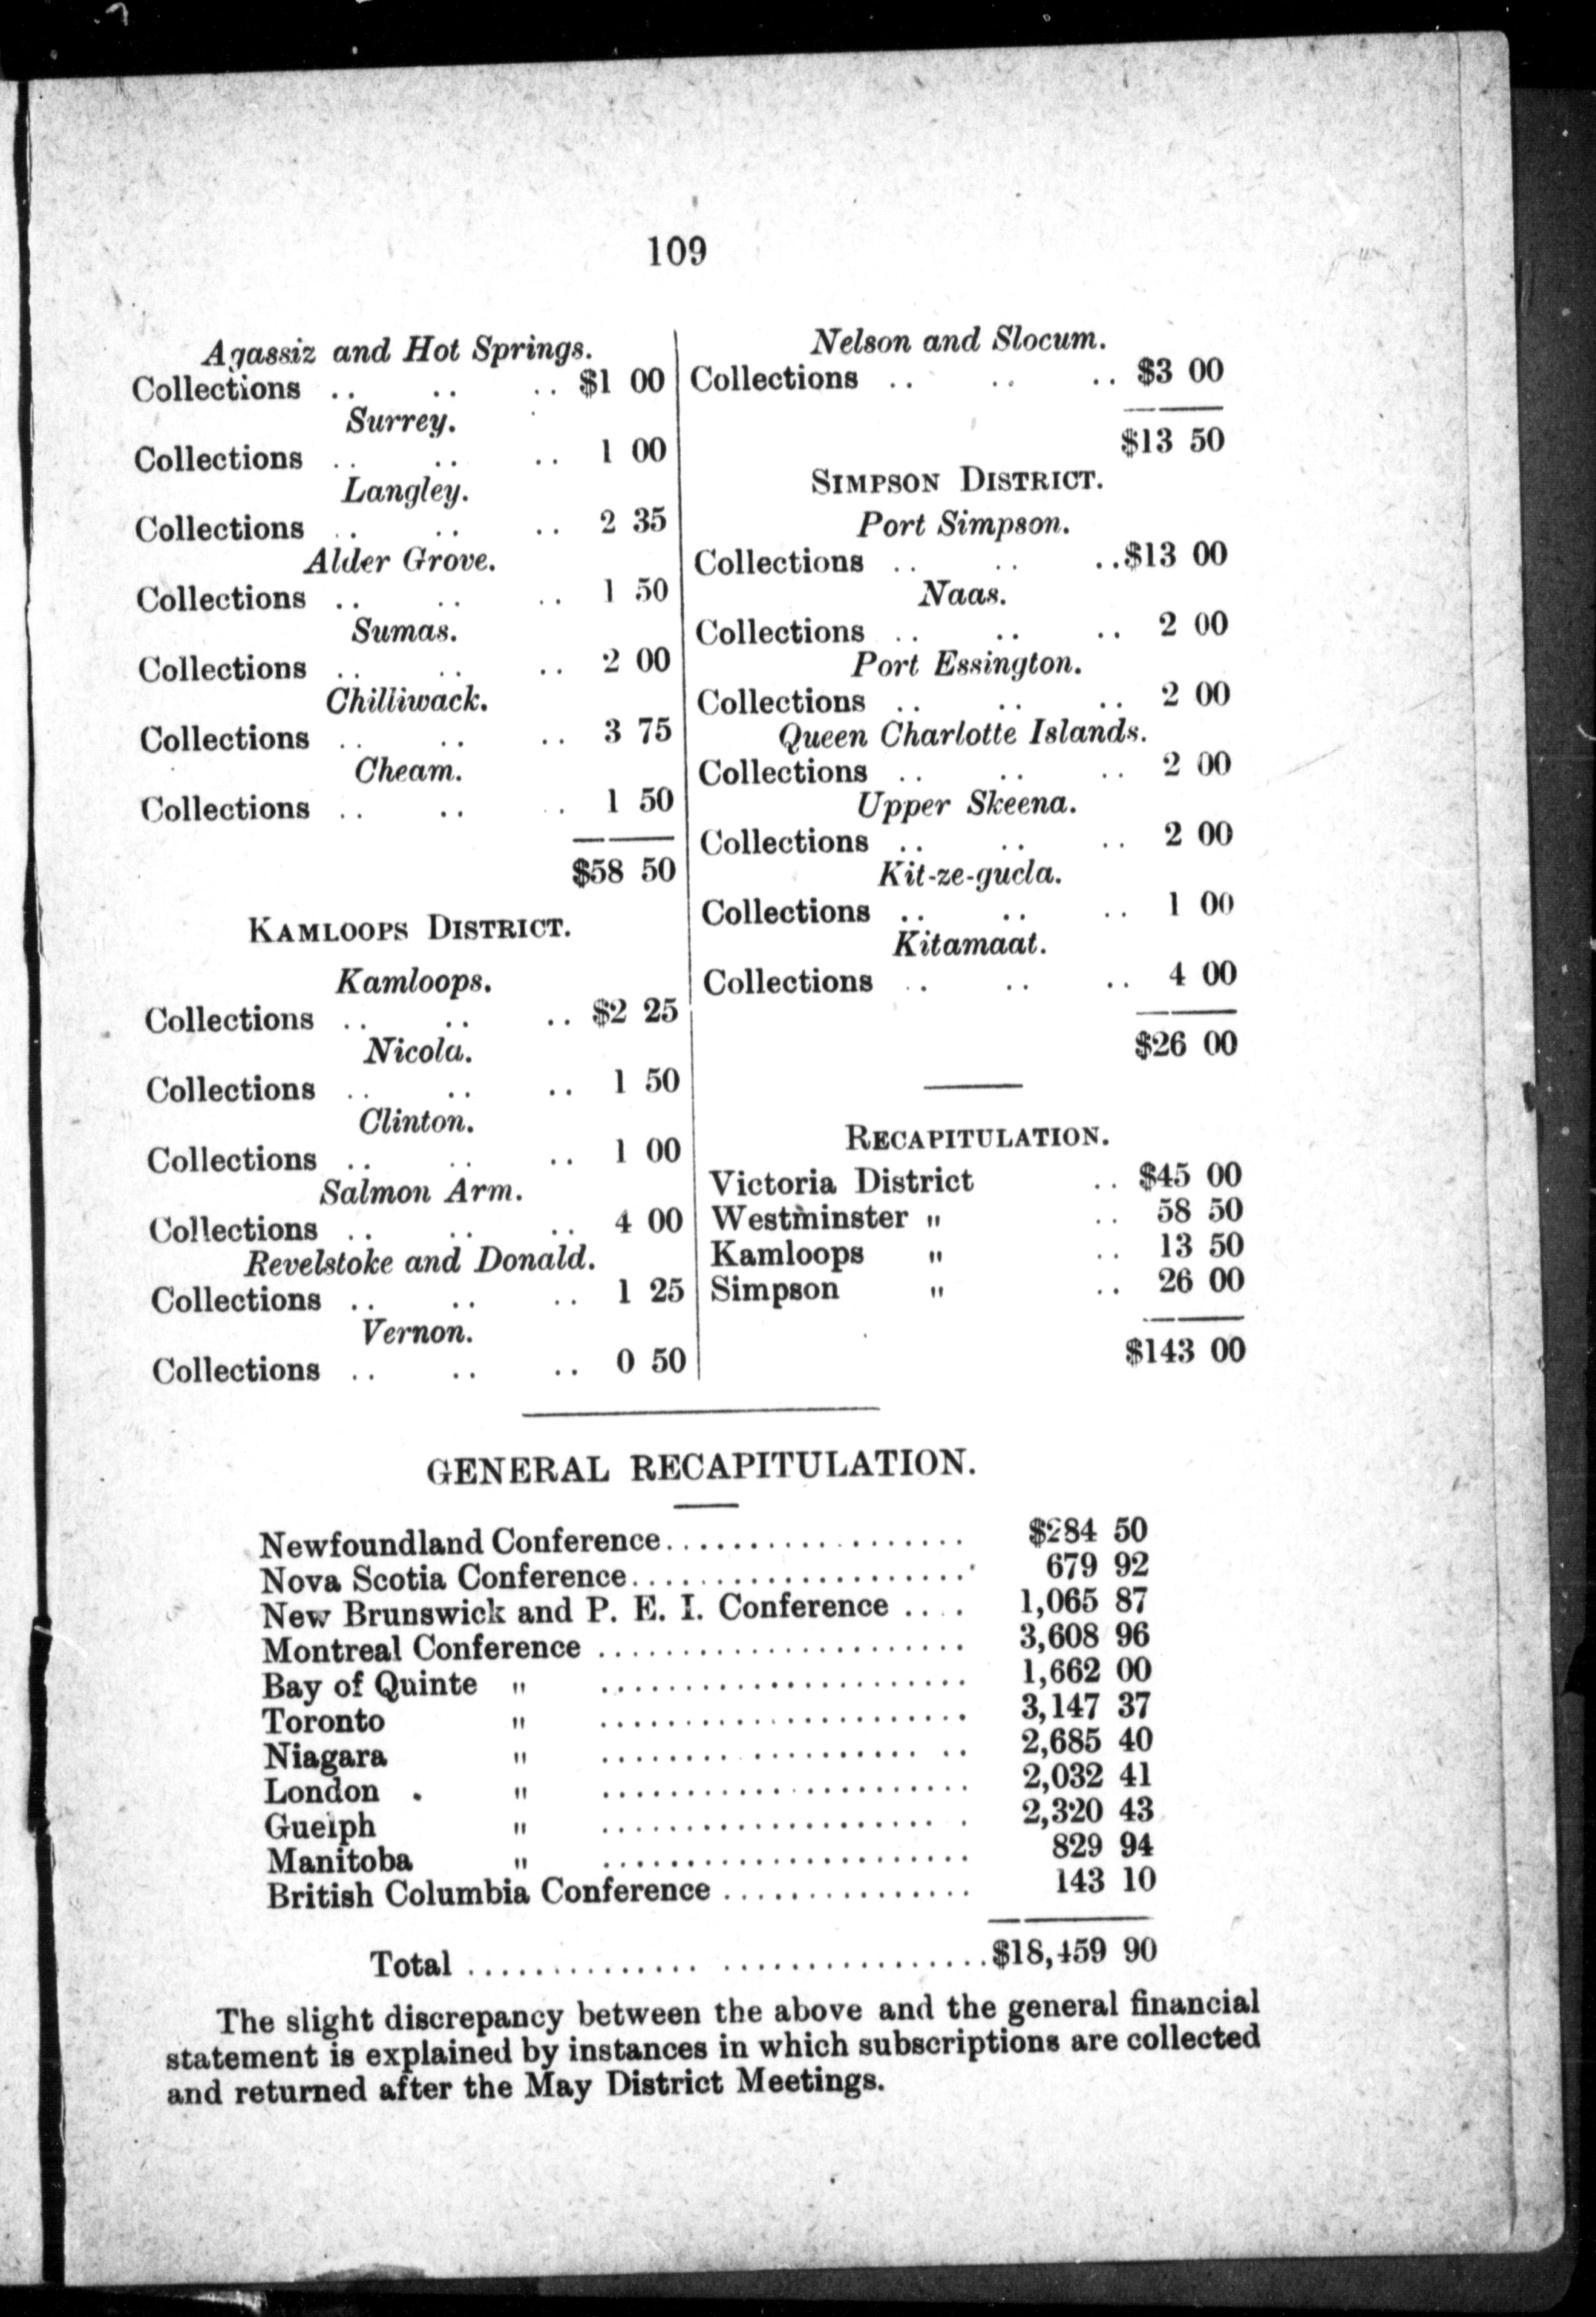 109
Agassiz and Hot Springs.
Collections .. .. .. $1 00
Surrey.
Collections .. .. .. 1 00
Langley.
Collections .. .. .. 2 35
Alder Grove.
Collections .. .. .. 1 50
Sumas.
Collections .. .. .. 2 00
Chilliwack.
Collections .. .. .. 3 75
Cheam.
Collections .. .. .. 1 50
$58 50
KAMLOOPS DISTRICT.
Kamloops.
Collections .. .. .. $2 25
Nicola.
Collections .. .. .. 1 50
Clinton.
Collections .. .. .. 1 00
Salmon Arm.
Collections .. .. .. 4 00
Revelstoke and Donald.
Collections .. .. .. 1 25
Vernon.
Collections .. .. .. 0 50
Nelson and Slocum.
Collections .. .. .. $3 00
$13 50
SIMPSON DISTRICT.
Port Simpson.
Collections .. .. ..$13 00
Naas.
Collections .. .. .. 2 00
Port Essington.
Collections .. .. .. 2 00
Queen Charlotte Islands.
Collections .. .. .. 2 00
Upper Skeena.
Collections .. .. .. 2 00
Kit-ze-gucla.
Collections .. .. .. 1 00
Kitamaat.
Collections .. .. .. 4 00
$26 00
RECAPITULATION.
Victoria District .. $45 00
Westminster " .. 58 50
Kamloops " .. 13 50
Simpson " .. 26 00
$143 00
GENERAL RECAPITULATION.
Newfoundland Conference.................. $284 50
Nova Scotia Conference.................... 679 92
New Brunswick and P. E. I. Conference .... 1,065 87
Montreal Conference ...................... 3,608 96
Bay of Quinte " ...................... 1,662 00
Toronto " ...................... 3,147 37
Niagara " ...................... 2,685 40
London . " ...................... 2,032 41
Guelph " ...................... 2,320 43
Manitoba " ...................... 829 94
British Columbia Conference ............... 143 10
Total ..............................$18,459 90
The slight discrepancy between the above and the general financial
statement is explained by instances in which subscriptions are collected
and returned after the May District Meetings.